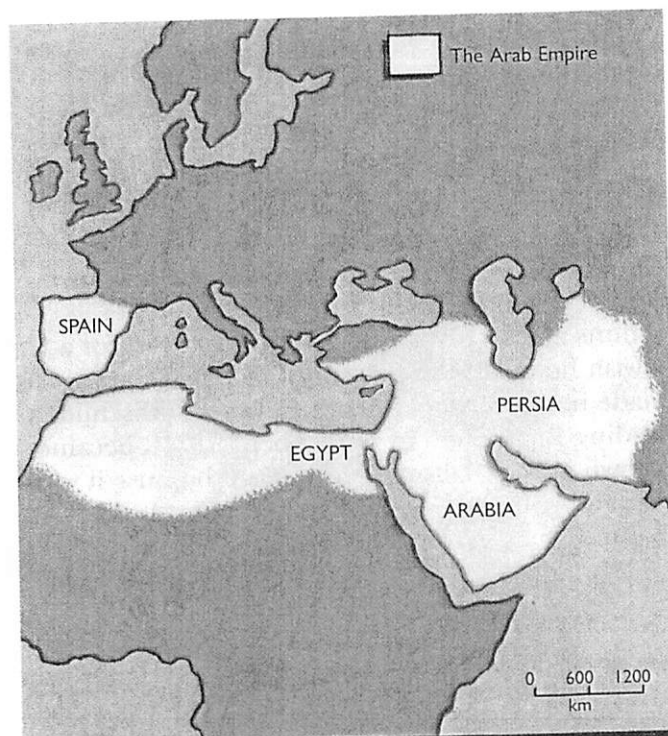 The Arab Empire
SPAIN
PERSIA
EGYPT
ARABIA
0 600 1200
km